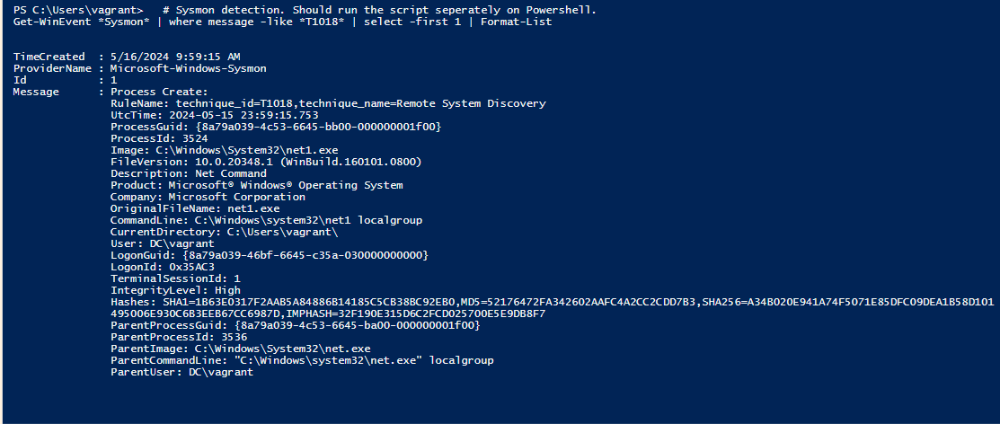 PS C:\Users\vagrant>   # Sysmon detection. Should run the script seperately on Powershell.
Get-WinEvent *Sysmon* | where message -like *T1018* | select -first 1 | Format-List
TimeCreated  : 5/16/2024 9:59:15 AM
ProviderName : Microsoft-Windows-Sysmon
Id           : 1
Message      : Process Create:
RuleName: technique_id=T1018,technique_name=Remote System Discovery
UtcTime: 2024-05-15 23:59:15.753
ProcessGuid: {8a79a039-4c53-6645-bb00-000000001f00}
ProcessId: 3524
Image: C:\Windows\System32\net1.exe
FileVersion: 10.0.20348.1 (WinBuild.160101.0800)
Description: Net Command
Product: Microsoft® Windows® Operating System
Company: Microsoft Corporation
OriginalFileName: net1.exe
CommandLine: C:\Windows\system32\net1 localgroup
CurrentDirectory: C:\Users\vagrant\
User: DC\vagrant
LogonGuid: {8a79a039-46bf-6645-c35a-030000000000}
LogonId: 0x35AC3
TerminalSessionId: 1
IntegrityLevel: High
Hashes: SHA1=1B63E0317F2AAB5A84886B14185C5CB38BC92EB0,MD5=52176472FA342602AAFC4A2CC2CDD7B3,SHA256=A34B020E941A74F5071E85DFC09DEA1B58D101
495006E930C6B3EEB67CC6987D,IMPHASH=32F190E315D6C2FCD025700E5E9DB8F7
ParentProcessGuid: {8a79a039-4c53-6645-ba00-000000001f00}
ParentProcessId: 3536
ParentImage: C:\Windows\System32\net.exe
ParentCommandLine: "C:\Windows\system32\net.exe" localgroup
ParentUser: DC\vagrant